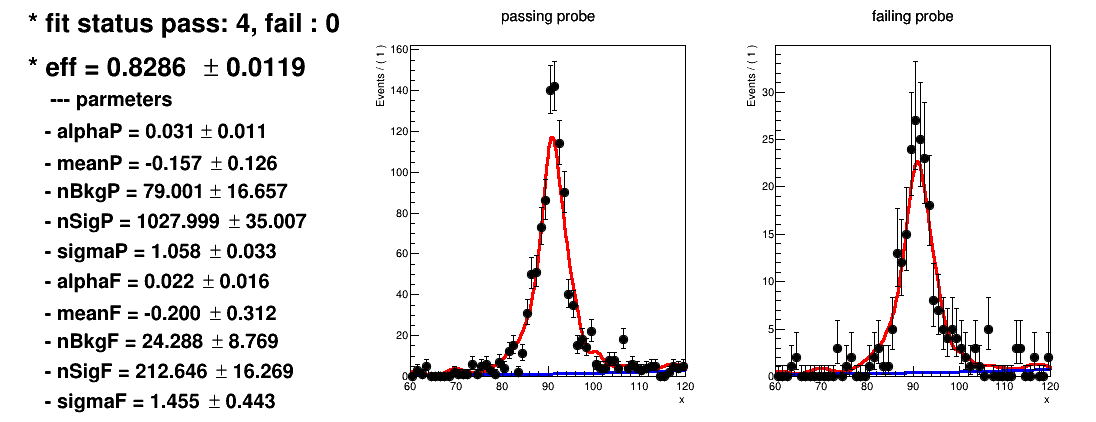 * fit status pass: 4, fail : 0
* eff = 0.8286 ± 0.0119
--- parmeters
- alphaP = 0.031 ± 0.011
- meanP = -0.157 ± 0.126
- nBkgP = 79.001 ± 16.657
- nSigP = 1027.999 ± 35.007
- sigmaP = 1.058 ± 0.033
- alphaF = 0.022 ± 0.016
- meanF = -0.200 ± 0.312
- nBkgF = 24.288 ± 8.769
- nSigF = 212.646 ± 16.269
- sigmaF = 1.455 ± 0.443
passing probe
Events / ( 1 )
160
140
120
100
80
60
40
20
0
60 70 80 90 100 110 120
x
failing probe
Events / ( 1 )
30
25
20
15
10
5
0
60 70 80 90 100 110 120
x